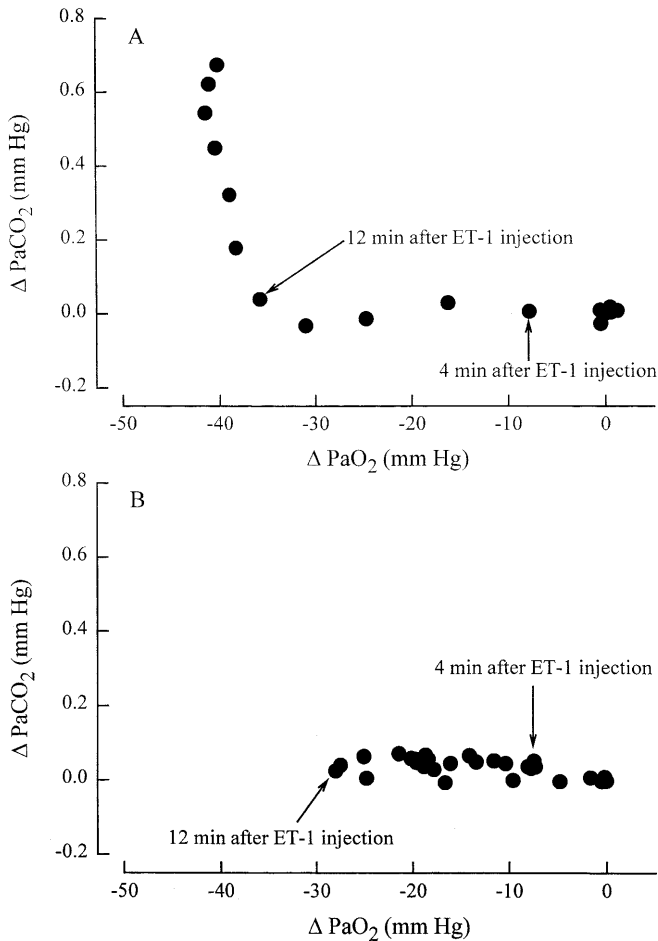 A
0.8
0.6
0.4
0.2
0.0
-0.2
Δ PaCO2 (mm Hg)
12 min after ET-1 injection
4 min after ET-1 injection
-50 -40 -30 -20 -10 0
Δ PaO2 (mm Hg)
B
0.8
0.6
0.4
0.2
0.0
-0.2
Δ PaCO2 (mm Hg)
4 min after ET-1 injection
12 min after ET-1 injection
-50 -40 -30 -20 -10 0
Δ PaO2 (mm Hg)